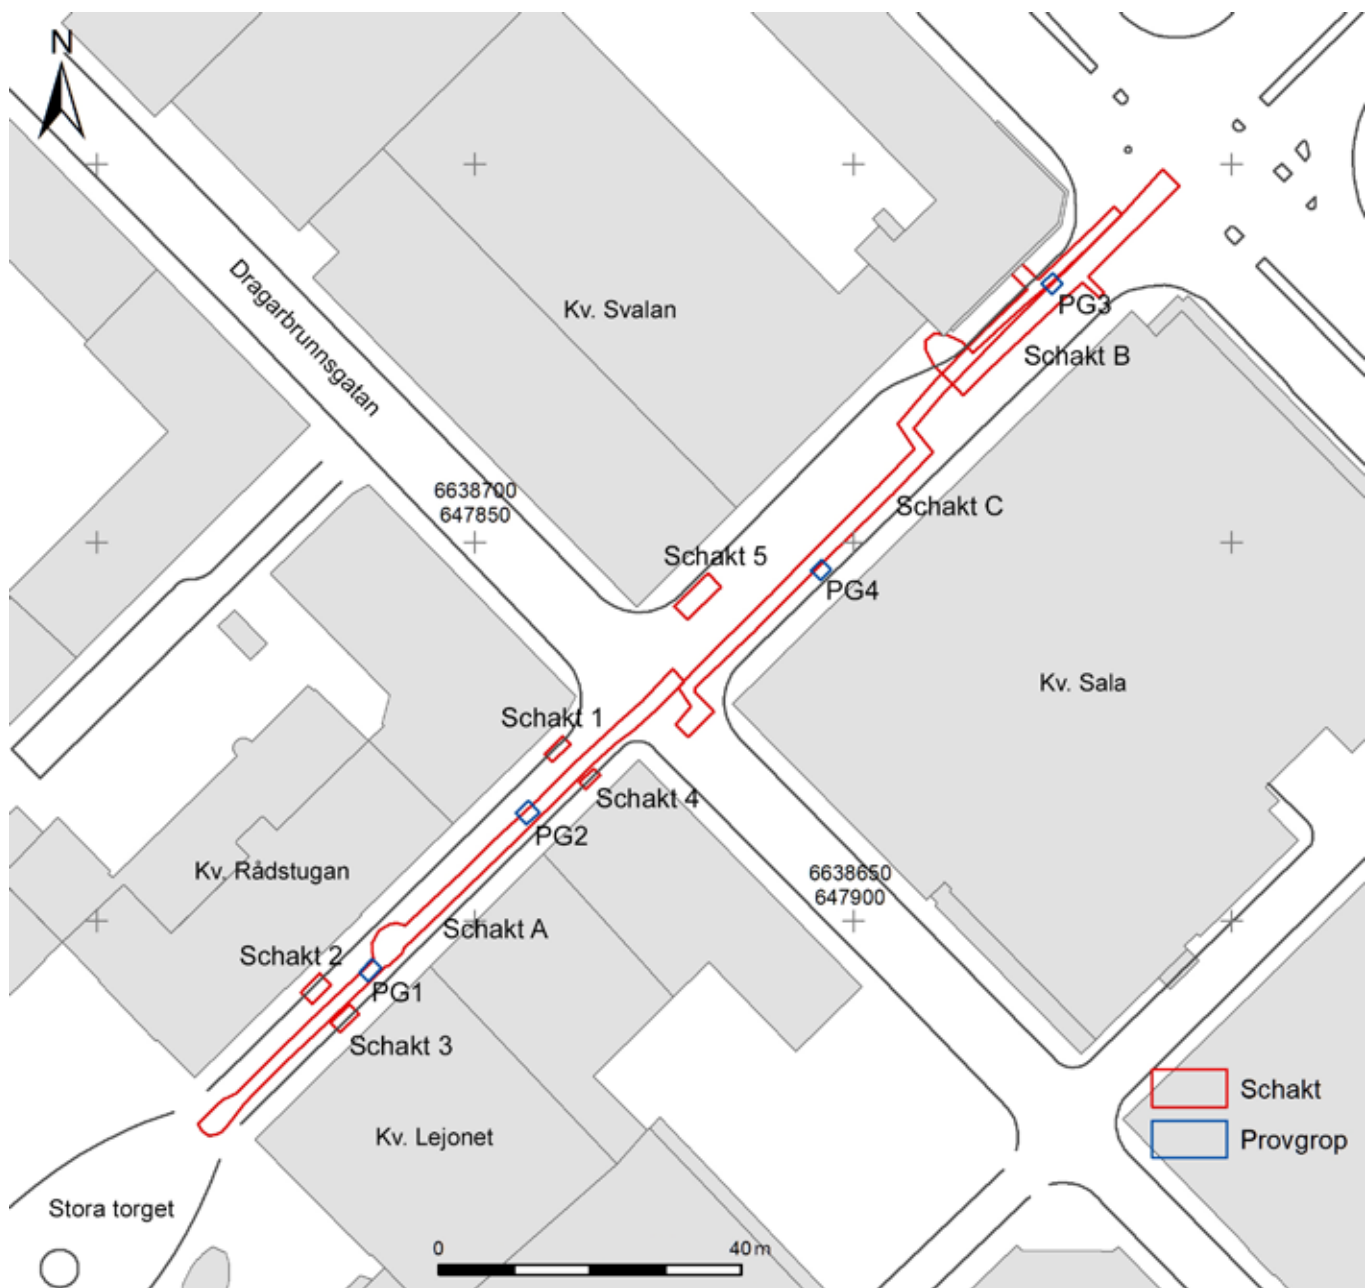 N
Dragarbrunnsgatan
Kv. Svalan
PG3
Schakt B
6638700
647850
Schakt C
Schakt 5
PG4
Kv. Sala
Schakt 1
Schakt 4
PG2
Kv. Rådstugan
6638650
647900
Schakt A
Schakt 2
PG1
Schakt 3
Schakt
Kv. Lejonet
Provgrop
Stora torget
0 40 m